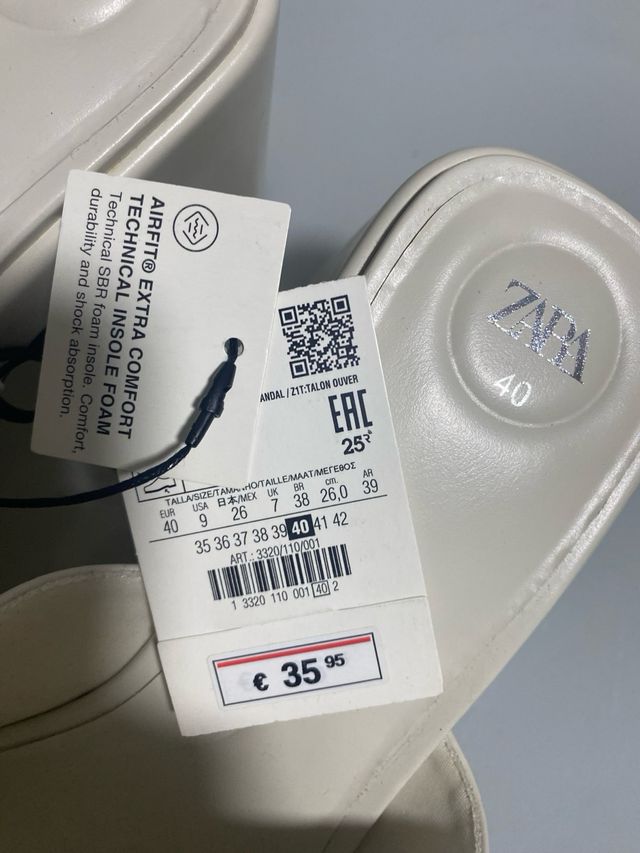 AIRFIT® EXTRA COMFORT
TECHNICAL INSOLE FOAM
Technical SBR foam insole. Comfort,
durability and shock absorption.
ZARA
40
/ Z1T:TALON OUVER
EAC
25
TALLA/SIZE/TAMANHO/TAILLE/MAAT/ΜΕΓΕΘΟΣ
EUR USA 日本/MEX UK BR cm. AR
40 9 26 7 38 26,0 39
35 36 37 38 39 40 41 42
ART.: 3320/110/001
1 3320 110 001 40 2
€ 35 95